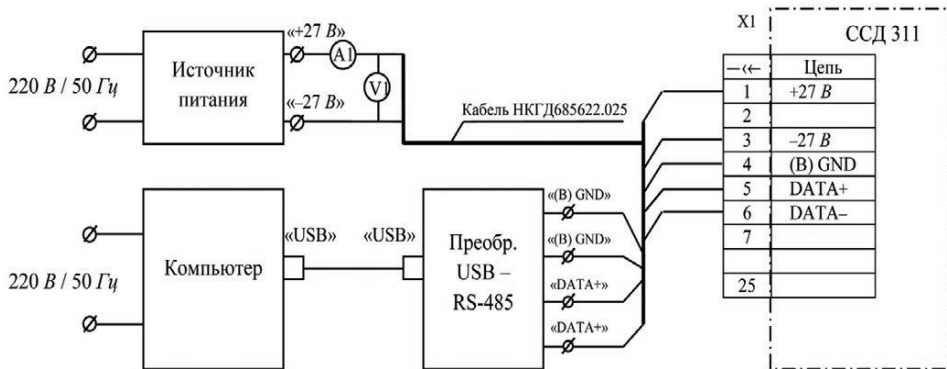 220 В / 50 Гц
Источник
питания
«+27 В»
А1
V1
«–27 В»
Кабель НКГД685622.025
X1
ССД 311
Цепь
1 +27 В
2
3 –27 В
4 (B) GND
5 DATA+
6 DATA–
7
25
220 В / 50 Гц
Компьютер
«USB»
«USB»
Преобр.
USB –
RS-485
«(B) GND»
«(B) GND»
«DATA+»
«DATA+»